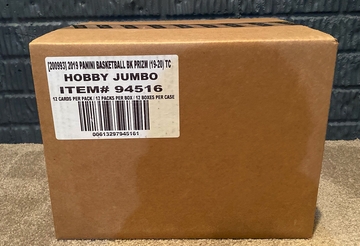 [200993] 2019 PANINI BASKETBALL BK PRIZM (19-20) TC
HOBBY JUMBO
ITEM# 94516
12 CARDS PER PACK / 12 PACKS PER BOX / 12 BOXES PER CASE
00613297945161